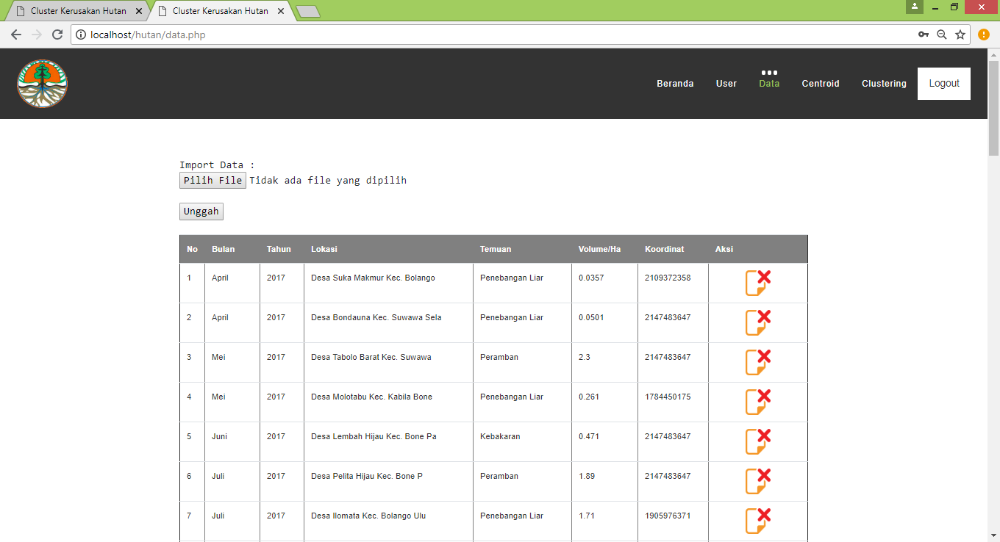 Cluster Kerusakan Hutan
Cluster Kerusakan Hutan
localhost/hutan/data.php
Beranda User Data Centroid Clustering Logout
Import Data :
Pilih File Tidak ada file yang dipilih
Unggah
No Bulan Tahun Lokasi Temuan Volume/Ha Koordinat Aksi
1 April 2017 Desa Suka Makmur Kec. Bolango Penebangan Liar 0.0357 2109372358
2 April 2017 Desa Bondauna Kec. Suwawa Sela Penebangan Liar 0.0501 2147483647
3 Mei 2017 Desa Tabolo Barat Kec. Suwawa Peramban 2.3 2147483647
4 Mei 2017 Desa Molotabu Kec. Kabila Bone Penebangan Liar 0.261 1784450175
5 Juni 2017 Desa Lembah Hijau Kec. Bone Pa Kebakaran 0.471 2147483647
6 Juli 2017 Desa Pelita Hijau Kec. Bone P Peramban 1.89 2147483647
7 Juli 2017 Desa Ilomata Kec. Bolango Ulu Penebangan Liar 1.71 1905976371